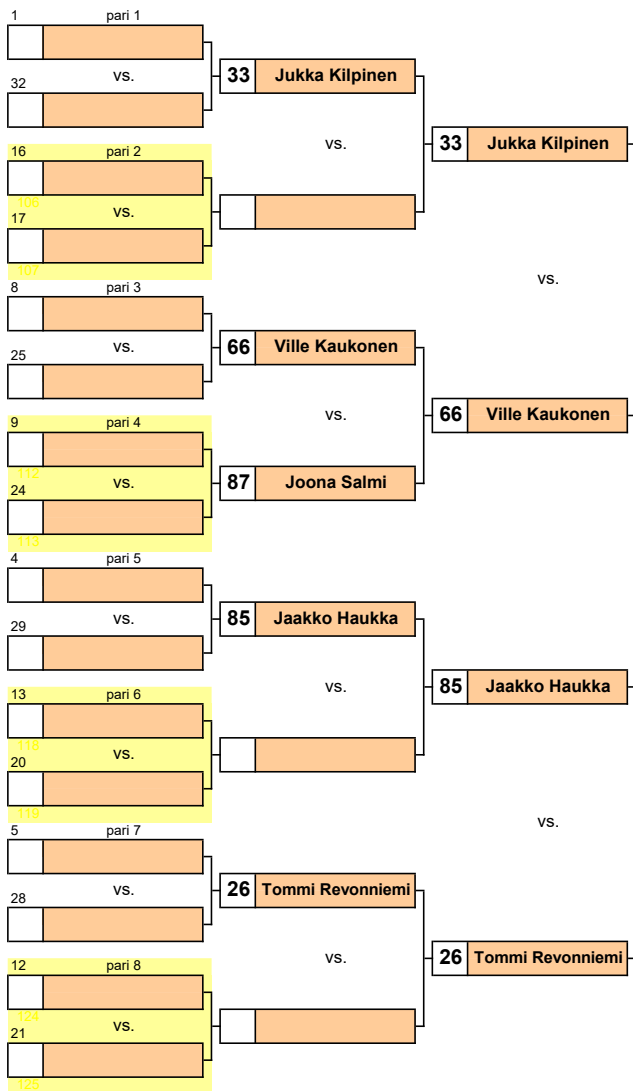 1 pari 1
vs.
32
33 Jukka Kilpinen
vs.
33 Jukka Kilpinen
16 pari 2
106
17 vs.
107
vs.
8 pari 3
vs.
25
66 Ville Kaukonen
vs.
66 Ville Kaukonen
9 pari 4
112
24 vs.
113
87 Joona Salmi
4 pari 5
vs.
29
85 Jaakko Haukka
vs.
85 Jaakko Haukka
13 pari 6
118
20 vs.
119
vs.
5 pari 7
vs.
28
26 Tommi Revonniemi
vs.
26 Tommi Revonniemi
12 pari 8
124
21 vs.
125